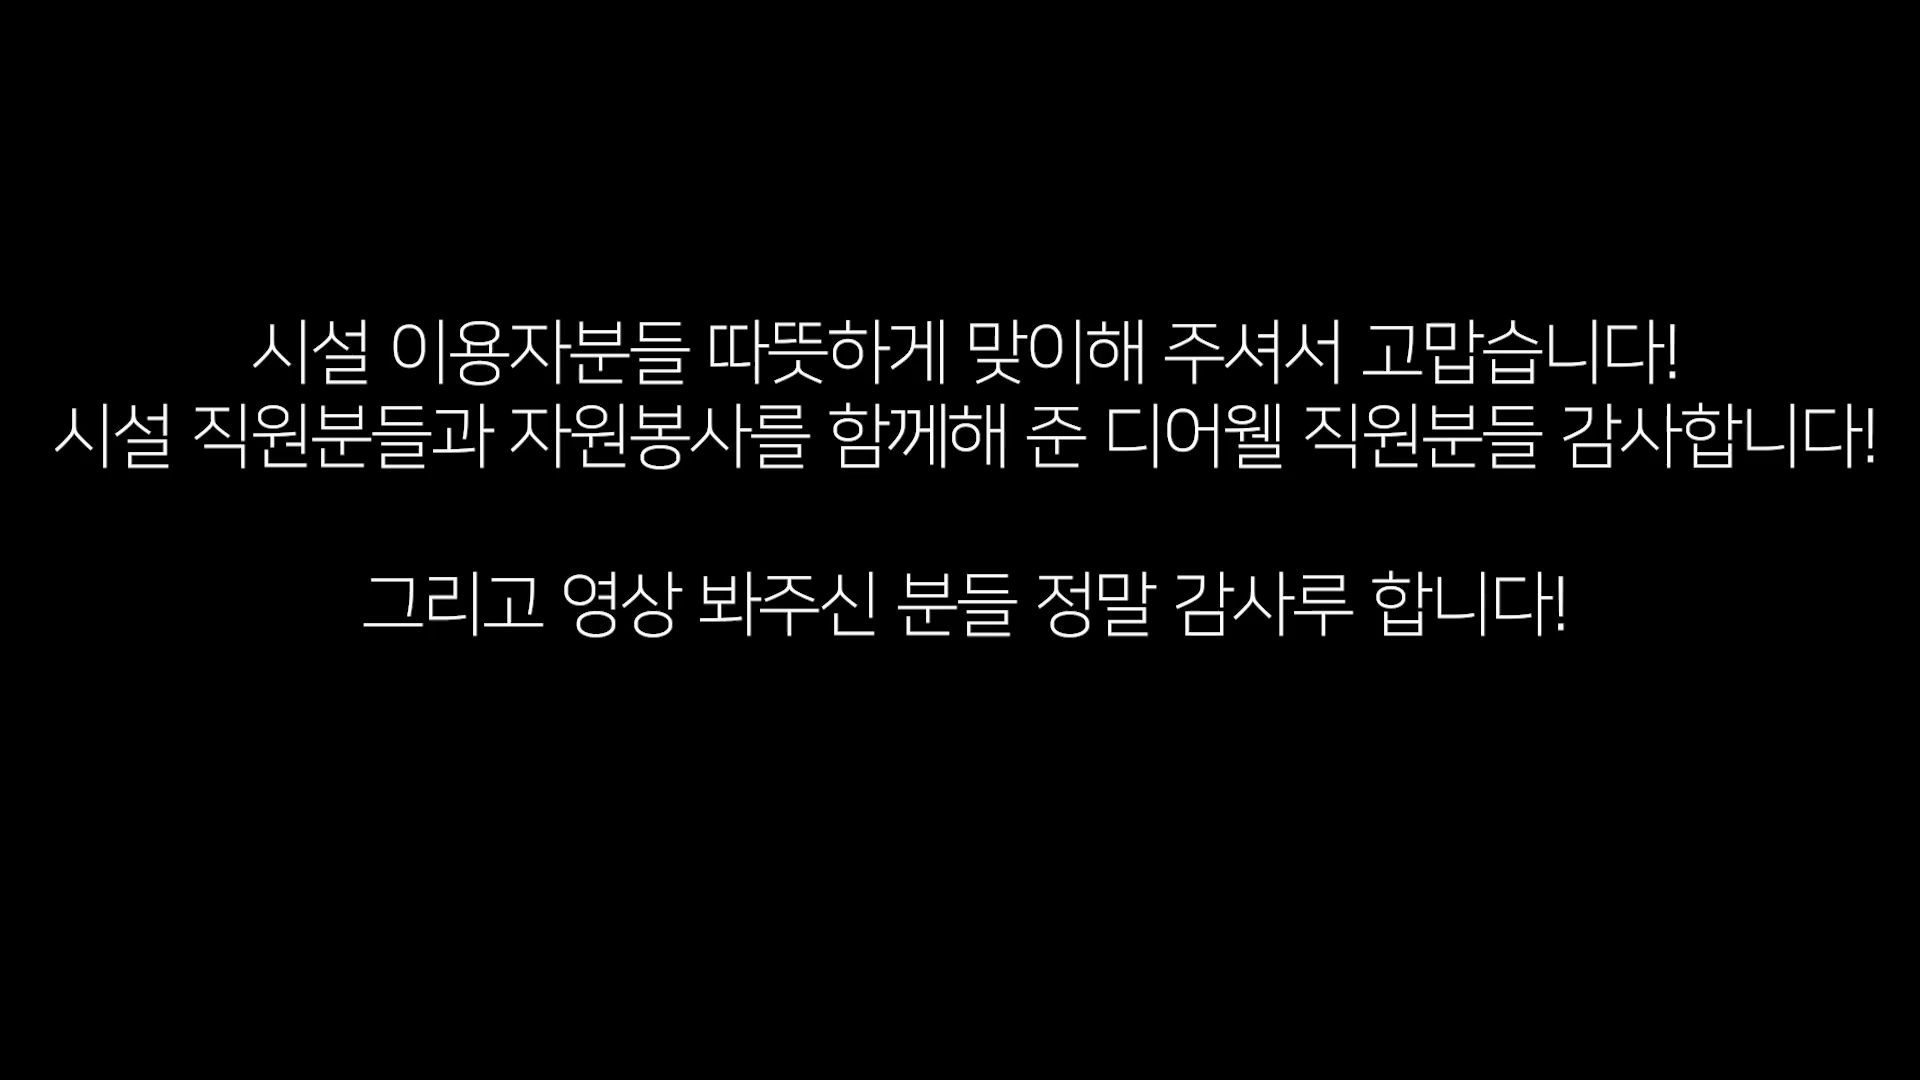 시설 이용자분들 따뜻하게 맞이해 주셔서 고맙습니다!
시설 직원분들과 자원봉사를 함께해 준 디어웰 직원분들 감사합니다!
그리고 영상 봐주신 분들 정말 감사루 합니다!